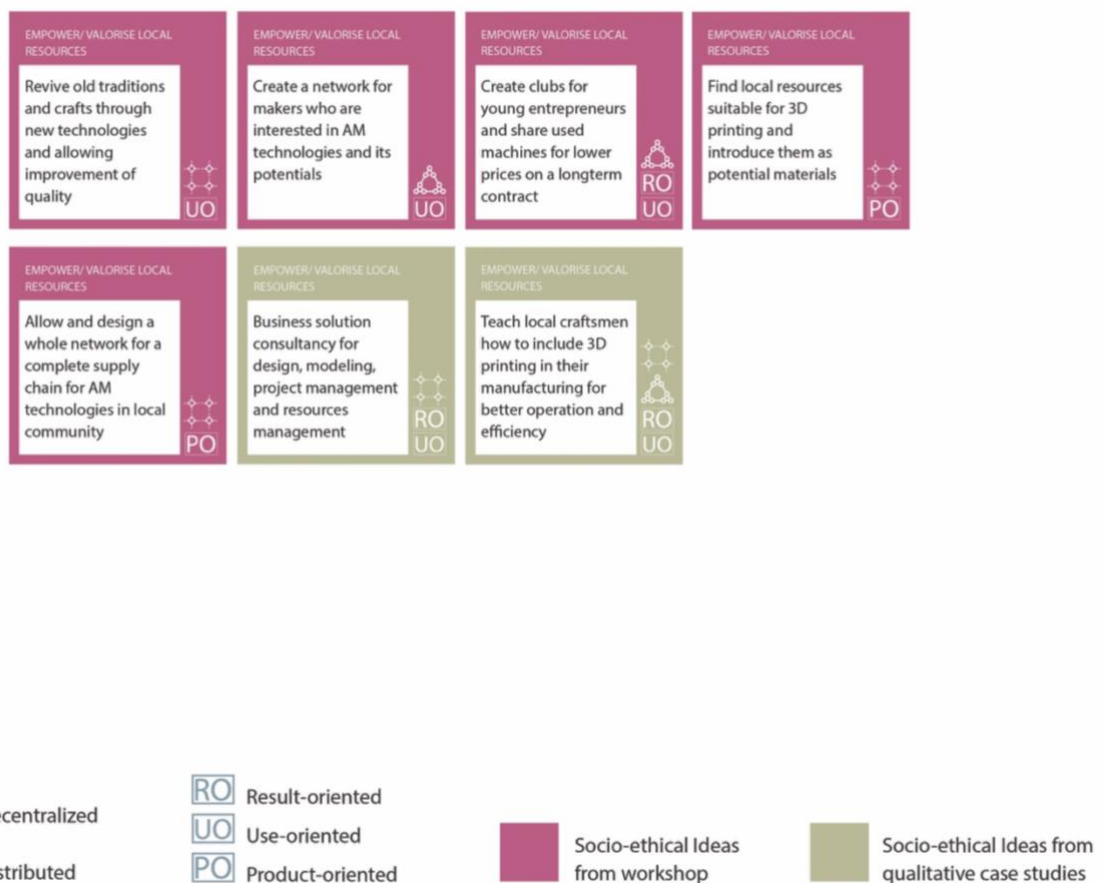 EMPOWER/ VALORISE LOCAL
RESOURCES
Revive old traditions
and crafts through
new technologies
and allowing
improvement of
quality
UO
EMPOWER/ VALORISE LOCAL
RESOURCES
Create a network for
makers who are
interested in AM
technologies and its
potentials
UO
EMPOWER/ VALORISE LOCAL
RESOURCES
Create clubs for
young entrepreneurs
and share used
machines for lower
prices on a longterm
contract
RO
UO
EMPOWER/ VALORISE LOCAL
RESOURCES
Find local resources
suitable for 3D
printing and
introduce them as
potential materials
PO
EMPOWER/ VALORISE LOCAL
RESOURCES
Allow and design a
whole network for a
complete supply
chain for AM
technologies in local
community
PO
EMPOWER/ VALORISE LOCAL
RESOURCES
Business solution
consultancy for
design, modeling,
project management
and resources
management
RO
UO
EMPOWER/ VALORISE LOCAL
RESOURCES
Teach local craftsmen
how to include 3D
printing in their
manufacturing for
better operation and
efficiency
RO
UO
ecentralized
stributed
RO Result-oriented
UO Use-oriented
PO Product-oriented
Socio-ethical Ideas
from workshop
Socio-ethical Ideas from
qualitative case studies